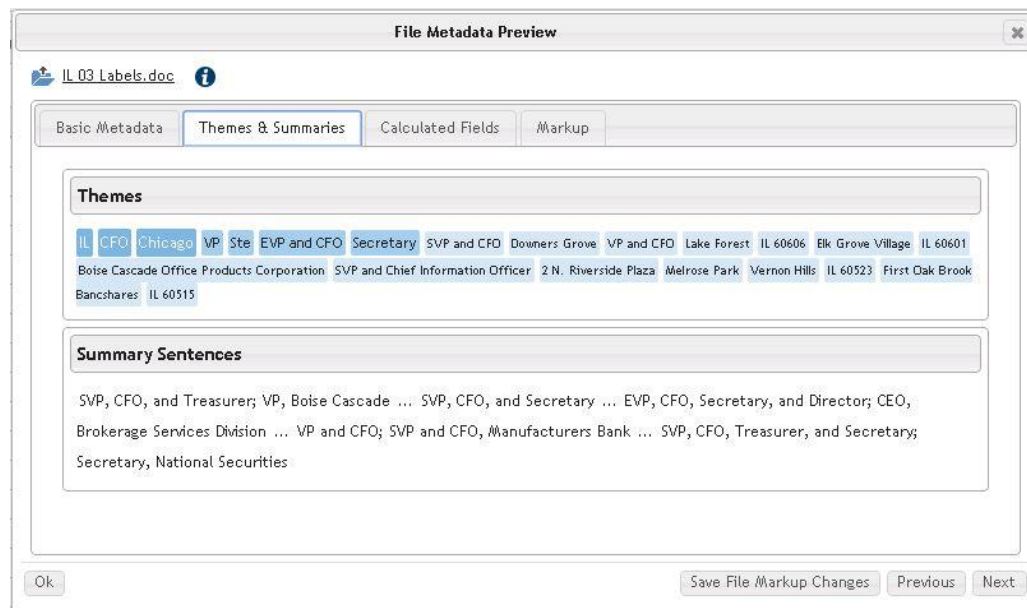 File Metadata Preview
IL 03 Labels.doc
Basic Metadata Themes & Summaries Calculated Fields Markup
Themes
IL CFO Chicago VP Ste EVP and CFO Secretary SVP and CFO Downers Grove VP and CFO Lake Forest IL 60606 Elk Grove Village IL 60601
Boise Cascade Office Products Corporation SVP and Chief Information Officer 2 N. Riverside Plaza Melrose Park Vernon Hills IL 60523 First Oak Brook
Bancshares IL 60515
Summary Sentences
SVP, CFO, and Treasurer; VP, Boise Cascade ... SVP, CFO, and Secretary ... EVP, CFO, Secretary, and Director; CEO,
Brokerage Services Division ... VP and CFO; SVP and CFO, Manufacturers Bank ... SVP, CFO, Treasurer, and Secretary;
Secretary, National Securities
Ok Save File Markup Changes Previous Next